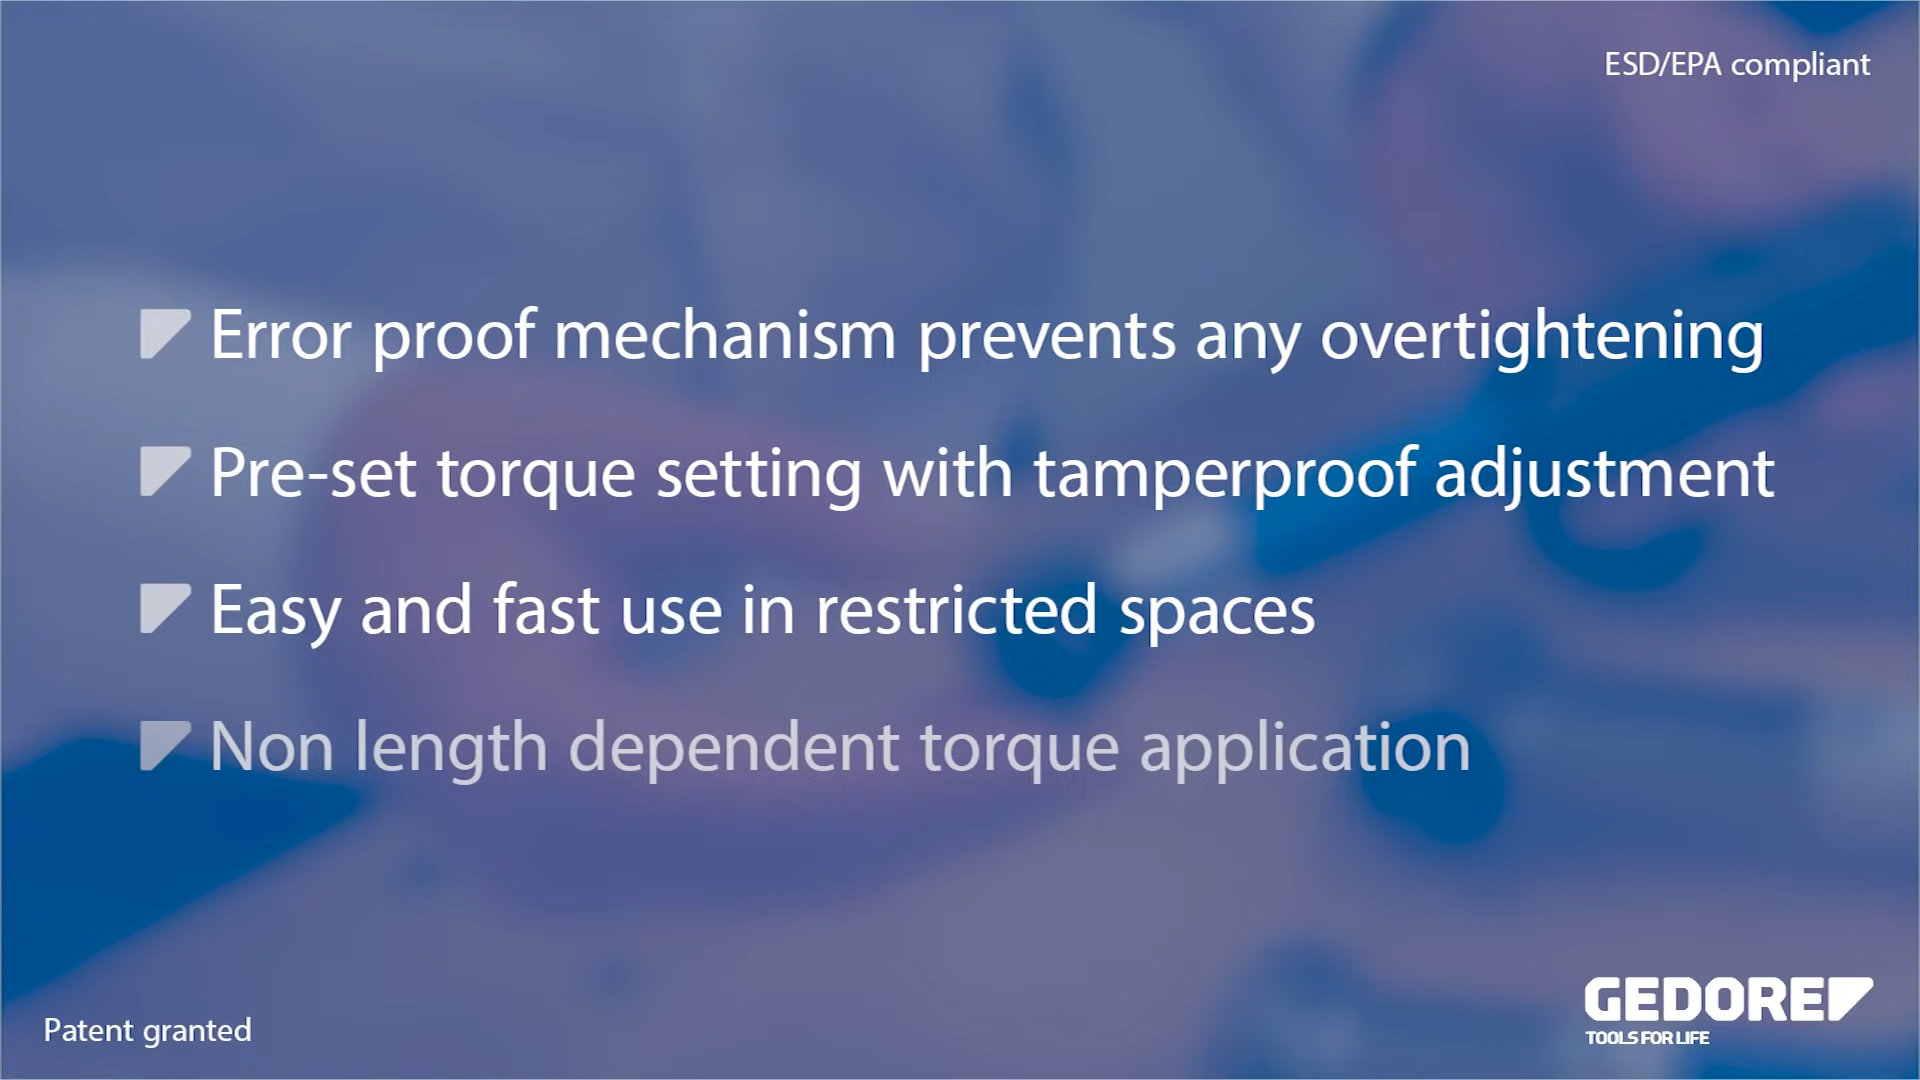 ESD/EPA compliant
Error proof mechanism prevents any overtightening
Pre-set torque setting with tamperproof adjustment
Easy and fast use in restricted spaces
Non length dependent torque application
Patent granted
GEDORE
TOOLS FOR LIFE